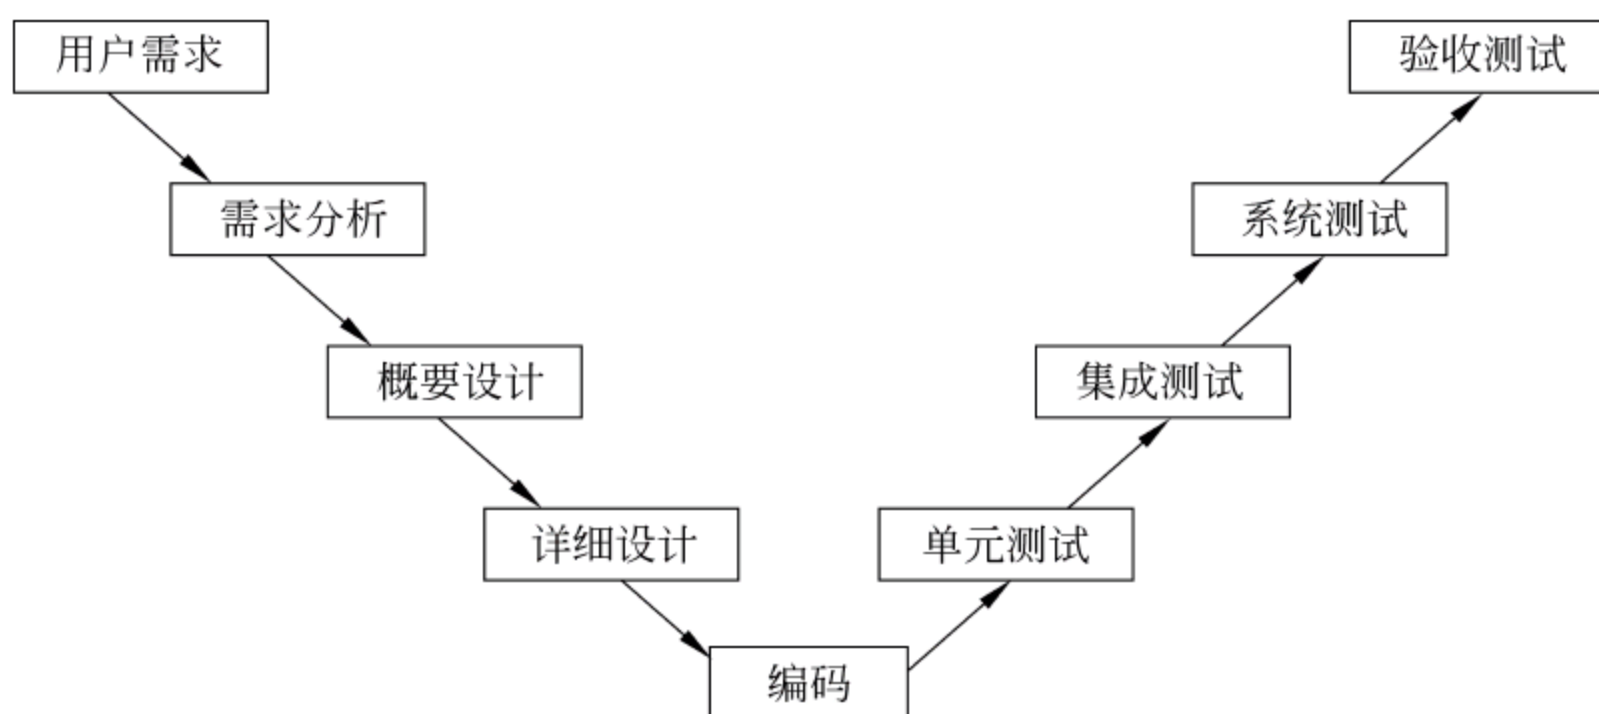 用户需求
验收测试
需求分析
系统测试
概要设计
集成测试
详细设计
单元测试
编码